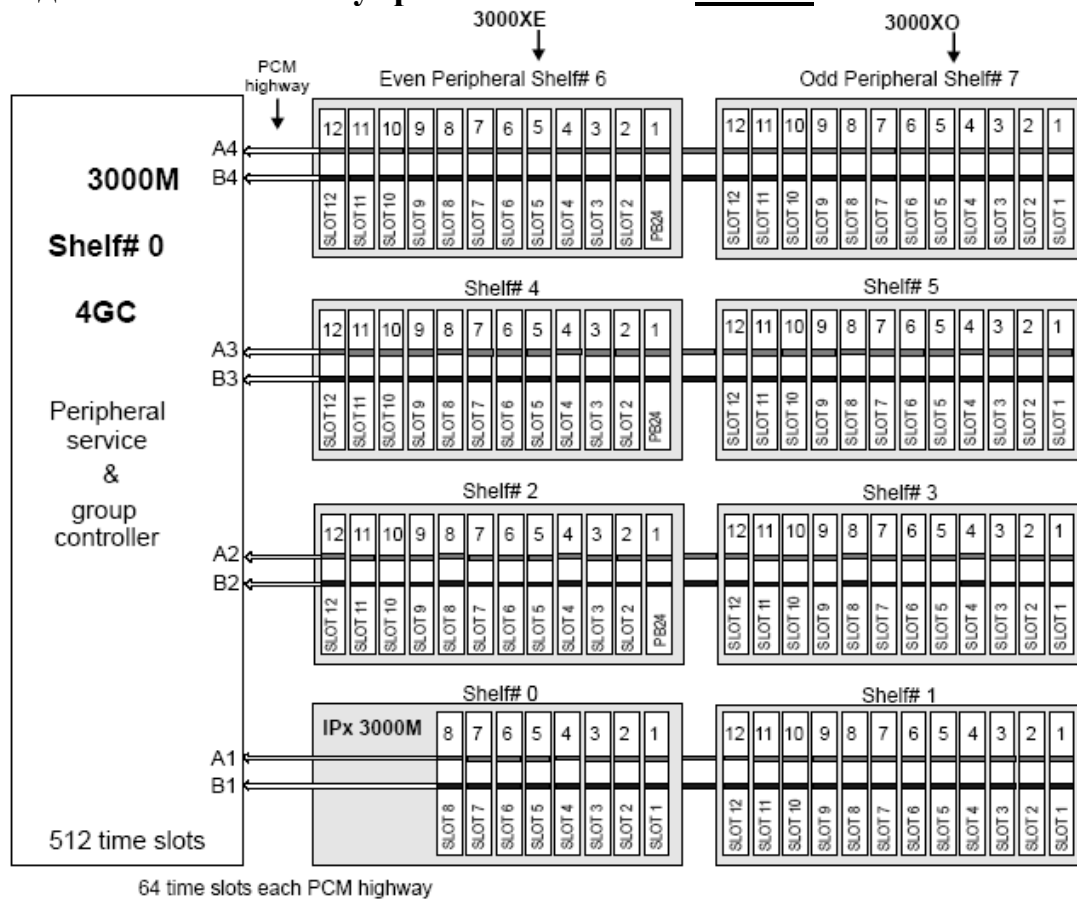 3000XE
3000XO
PCM
highway
Even Peripheral Shelf# 6
Odd Peripheral Shelf# 7
12 11 10 9 8 7 6 5 4 3 2 1
12 11 10 9 8 7 6 5 4 3 2 1
A4
B4
SLOT 12 SLOT 11 SLOT 10 SLOT 9 SLOT 8 SLOT 7 SLOT 6 SLOT 5 SLOT 4 SLOT 3 SLOT 2 PB24
SLOT 12 SLOT 11 SLOT 10 SLOT 9 SLOT 8 SLOT 7 SLOT 6 SLOT 5 SLOT 4 SLOT 3 SLOT 2 SLOT 1
3000M
Shelf# 0
4GC
Shelf# 4
Shelf# 5
12 11 10 9 8 7 6 5 4 3 2 1
12 11 10 9 8 7 6 5 4 3 2 1
A3
B3
SLOT 12 SLOT 11 SLOT 10 SLOT 9 SLOT 8 SLOT 7 SLOT 6 SLOT 5 SLOT 4 SLOT 3 SLOT 2 PB24
SLOT 12 SLOT 11 SLOT 10 SLOT 9 SLOT 8 SLOT 7 SLOT 6 SLOT 5 SLOT 4 SLOT 3 SLOT 2 SLOT 1
Peripheral
service
&
group
controller
Shelf# 2
Shelf# 3
12 11 10 9 8 7 6 5 4 3 2 1
12 11 10 9 8 7 6 5 4 3 2 1
A2
B2
SLOT 12 SLOT 11 SLOT 10 SLOT 9 SLOT 8 SLOT 7 SLOT 6 SLOT 5 SLOT 4 SLOT 3 SLOT 2 PB24
SLOT 12 SLOT 11 SLOT 10 SLOT 9 SLOT 8 SLOT 7 SLOT 6 SLOT 5 SLOT 4 SLOT 3 SLOT 2 SLOT 1
Shelf# 0
Shelf# 1
IPx 3000M
8 7 6 5 4 3 2 1
12 11 10 9 8 7 6 5 4 3 2 1
A1
B1
SLOT 8 SLOT 7 SLOT 6 SLOT 5 SLOT 4 SLOT 3 SLOT 2 SLOT 1
SLOT 12 SLOT 11 SLOT 10 SLOT 9 SLOT 8 SLOT 7 SLOT 6 SLOT 5 SLOT 4 SLOT 3 SLOT 2 SLOT 1
512 time slots
64 time slots each PCM highway